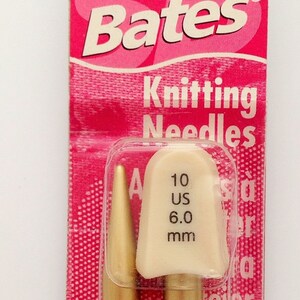 Bates®
Knitting
Needles
10
US
6.0
mm
à